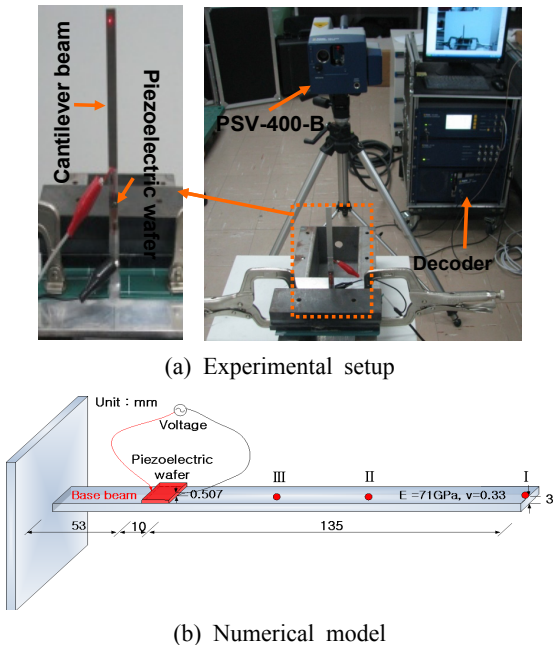 Cantilever beam
Piezoelectric
wafer
PSV-400-B
Decoder
(a) Experimental setup
Unit : mm
Voltage
Piezoelectric
wafer
Base beam
0.507
III
II
I
E =71GPa, v=0.33
3
53
10
135
(b) Numerical model